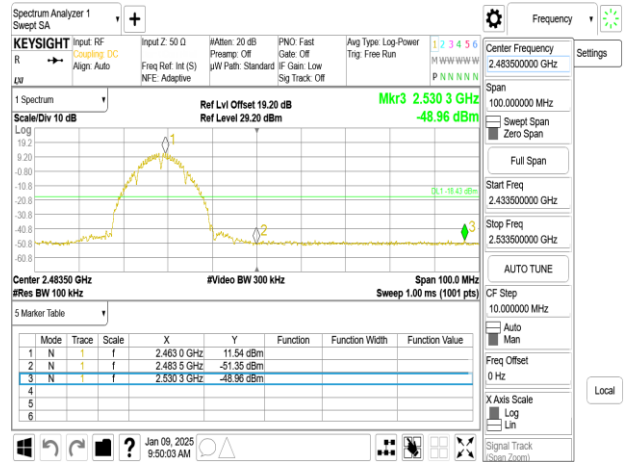 Spectrum Analyzer 1
Swept SA
Frequency
KEYSIGHT
R
LXI
Input: RF
Coupling: DC
Align: Auto
Input Z: 50 Ω
Freq Ref: Int (S)
NFE: Adaptive
#Atten: 20 dB
Preamp: Off
µW Path: Standard
PNO: Fast
Gate: Off
IF Gain: Low
Sig Track: Off
Avg Type: Log-Power
Trig: Free Run
1 2 3 4 5 6
M W W W W W
P N N N N N
Center Frequency
2.483500000 GHz
Settings
1 Spectrum
Scale/Div 10 dB
Ref Lvl Offset 19.20 dB
Ref Level 29.20 dBm
Mkr3 2.530 3 GHz
-48.96 dBm
Span
100.000000 MHz
Swept Span
Zero Span
Full Span
Start Freq
2.433500000 GHz
Stop Freq
2.533500000 GHz
AUTO TUNE
CF Step
10.000000 MHz
Auto
Man
Freq Offset
0 Hz
X Axis Scale
Log
Lin
Signal Track
(Span Zoom)
Local
Log
19.2
9.20
-0.80
-10.8
-20.8
-30.8
-40.8
-50.8
-60.8
1
2
3
DL1 -18.43 dBm
Center 2.48350 GHz
#Res BW 100 kHz
#Video BW 300 kHz
Span 100.0 MHz
Sweep 1.00 ms (1001 pts)
5 Marker Table
Mode Trace Scale X Y Function Function Width Function Value
1 N 1 f 2.463 0 GHz 11.54 dBm
2 N 1 f 2.483 5 GHz -51.35 dBm
3 N 1 f 2.530 3 GHz -48.96 dBm
4
5
6
?
Jan 09, 2025
9:50:03 AM